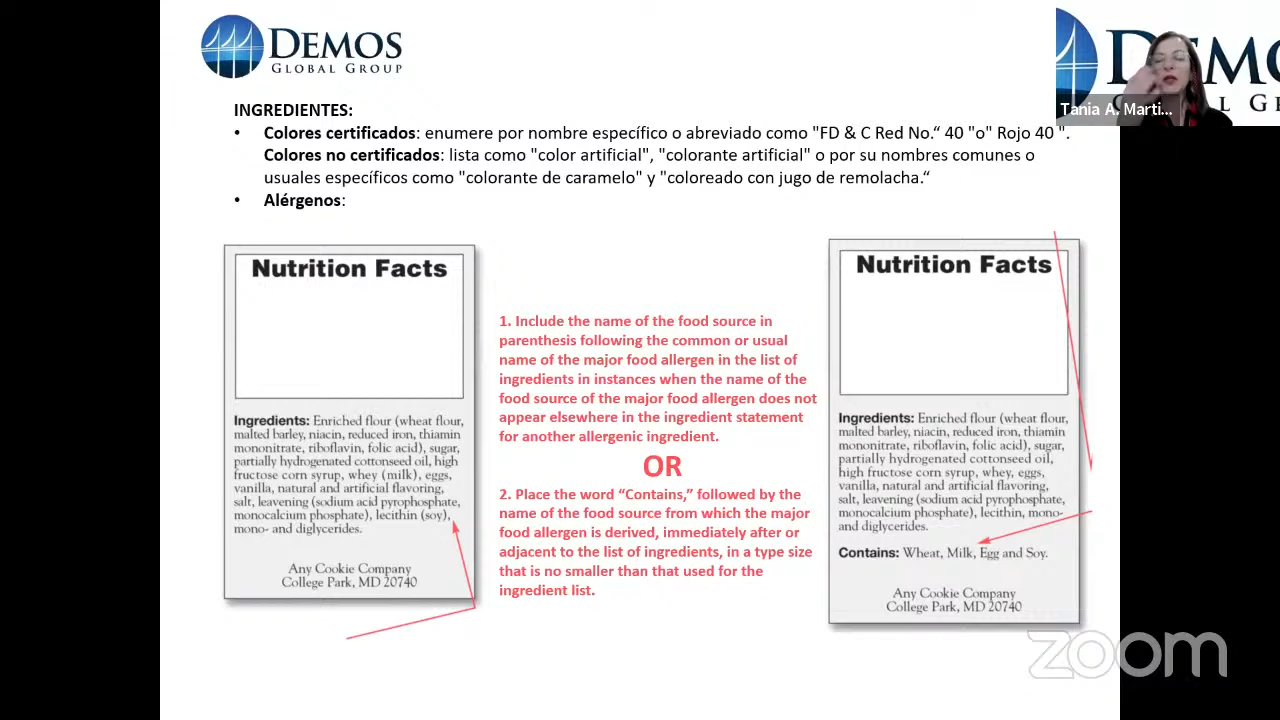 DEMOS
GLOBAL GROUP
DEMOS
GLOBAL G
Tania A. Marti...
INGREDIENTES:
• Colores certificados: enumere por nombre específico o abreviado como "FD & C Red No.“ 40 "o" Rojo 40 ".
Colores no certificados: lista como "color artificial", "colorante artificial" o por su nombres comunes o
usuales específicos como "colorante de caramelo" y "coloreado con jugo de remolacha.“
• Alérgenos:
Nutrition Facts
Ingredients: Enriched flour (wheat flour,
malted barley, niacin, reduced iron, thiamin
mononitrate, riboflavin, folic acid), sugar,
partially hydrogenated cottonseed oil, high
fructose corn syrup, whey (milk), eggs,
vanilla, natural and artificial flavoring,
salt, leavening (sodium acid pyrophosphate,
monocalcium phosphate), lecithin (soy),
mono- and diglycerides.
Any Cookie Company
College Park, MD 20740
1. Include the name of the food source in
parenthesis following the common or usual
name of the major food allergen in the list of
ingredients in instances when the name of the
food source of the major food allergen does not
appear elsewhere in the ingredient statement
for another allergenic ingredient.
OR
2. Place the word “Contains,” followed by the
name of the food source from which the major
food allergen is derived, immediately after or
adjacent to the list of ingredients, in a type size
that is no smaller than that used for the
ingredient list.
Nutrition Facts
Ingredients: Enriched flour (wheat flour,
malted barley, niacin, reduced iron, thiamin
mononitrate, riboflavin, folic acid), sugar,
partially hydrogenated cottonseed oil,
high fructose corn syrup, whey, eggs,
vanilla, natural and artificial flavoring,
salt, leavening (sodium acid pyrophosphate,
monocalcium phosphate), lecithin, mono-
and diglycerides.
Contains: Wheat, Milk, Egg and Soy.
Any Cookie Company
College Park, MD 20740
zoom